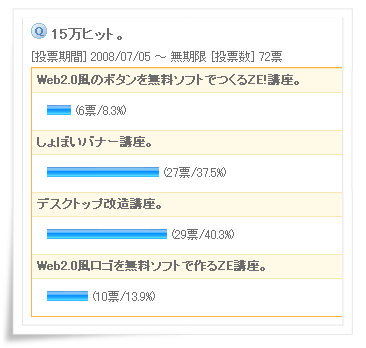 Q 15万ヒット。
[投票期間] 2008/07/05 ～ 無期限 [投票数] 72票
Web2.0風のボタンを無料ソフトでつくるZE!講座。
(6票/8.3%)
しょぼいバナー講座。
(27票/37.5%)
デスクトップ改造講座。
(29票/40.3%)
Web2.0風ロゴを無料ソフトで作るZE講座。
(10票/13.9%)